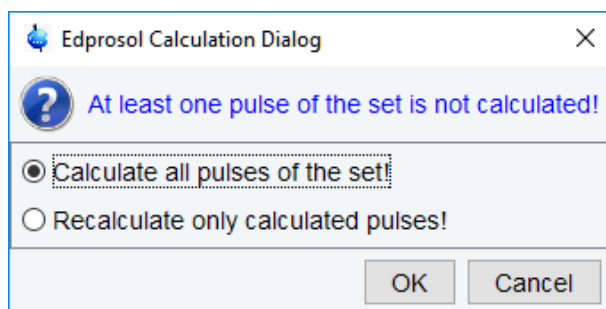 Edprosol Calculation Dialog
At least one pulse of the set is not calculated!
Calculate all pulses of the set!
Recalculate only calculated pulses!
OK Cancel